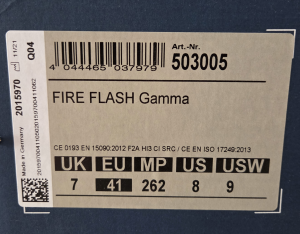 Art.-Nr.
503005
4 044465 037979
FIRE FLASH Gamma
CE 0193 EN 15090:2012 F2A HI3 CI SRC / CE EN ISO 17249:2013
UK EU MP US USW
7 41 262 8 9
11/21
Q04
2015970
Made in Germany